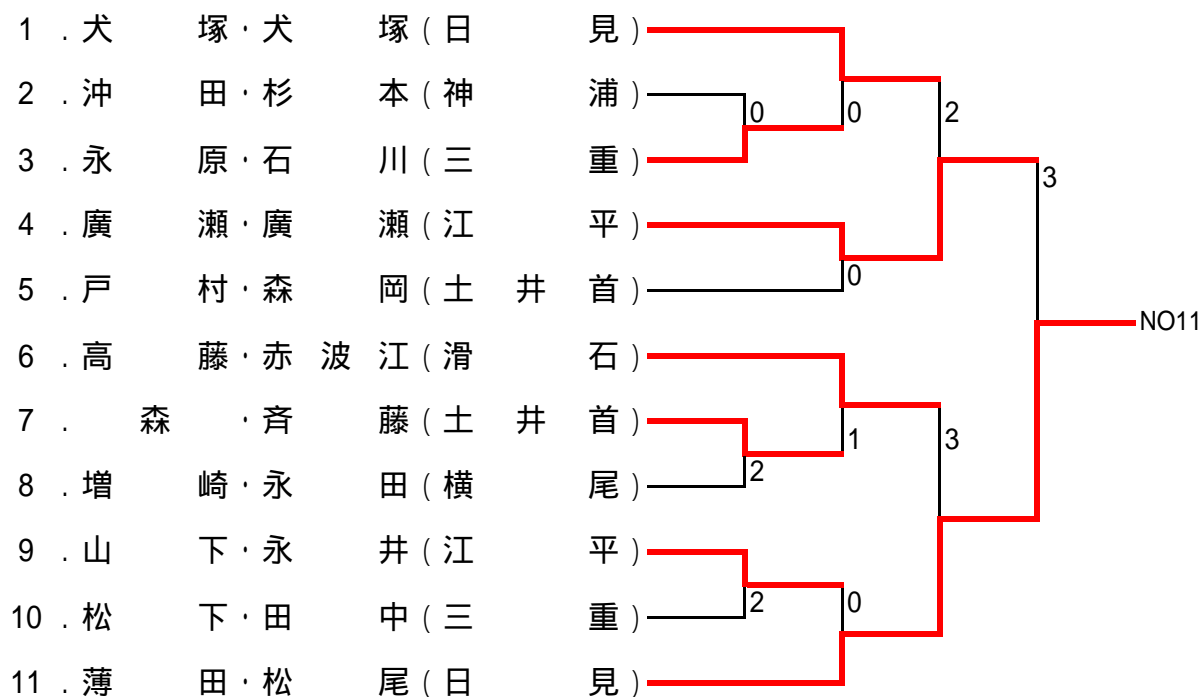 1 . 犬 塚 · 犬 塚 ( 日 見 )
2 . 沖 田 · 杉 本 ( 神 浦 )
0 0 2
3 . 永 原 · 石 川 ( 三 重 )
3
4 . 廣 瀬 · 廣 瀬 ( 江 平 )
0
5 . 戸 村 · 森 岡 ( 土 井 首 )
NO11
6 . 高 藤 · 赤 波 江 ( 滑 石 )
7 . 森 · 斉 藤 ( 土 井 首 )
1 3
2
8 . 増 崎 · 永 田 ( 横 尾 )
9 . 山 下 · 永 井 ( 江 平 )
2 0
10 . 松 下 · 田 中 ( 三 重 )
11 . 薄 田 · 松 尾 ( 日 見 )